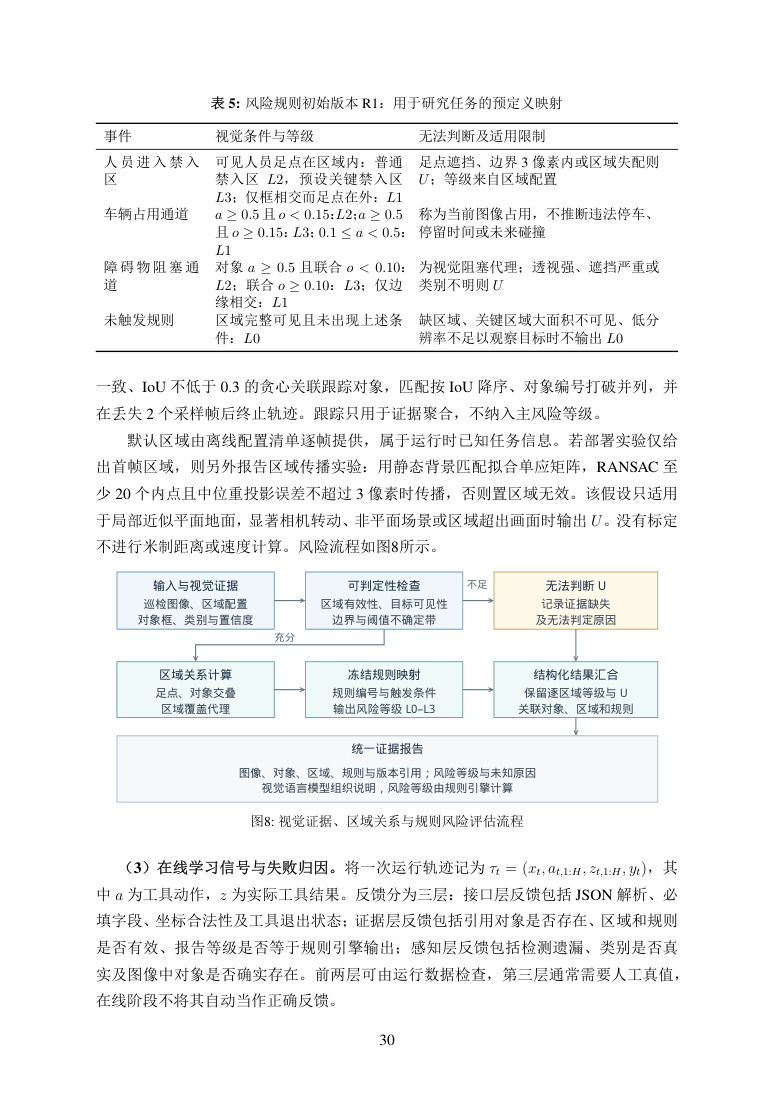 表 5: 风险规则初始版本 R1：用于研究任务的预定义映射
事件 视觉条件与等级 无法判断及适用限制
人员进入禁入区 可见人员足点在区域内：普通禁入区 L2，预设关键禁入区 L3；仅框相交而足点在外：L1 足点遮挡、边界 3 像素内或区域失配则 U；等级来自区域配置
车辆占用通道 a ≥ 0.5 且 o < 0.15：L2；a ≥ 0.5 且 o ≥ 0.15：L3；0.1 ≤ a < 0.5：L1 称为当前图像占用，不推断违法停车、停留时间或未来碰撞
障碍物阻塞通道 对象 a ≥ 0.5 且联合 o < 0.10：L2；联合 o ≥ 0.10：L3；仅边缘相交：L1 为视觉阻塞代理；透视强、遮挡严重或类别不明则 U
未触发规则 区域完整可见且未出现上述条件：L0 缺区域、关键区域大面积不可见、低分辨率不足以观察目标时不输出 L0
一致、IoU 不低于 0.3 的贪心关联跟踪对象，匹配按 IoU 降序、对象编号打破并列，并
在丢失 2 个采样帧后终止轨迹。跟踪只用于证据聚合，不纳入主风险等级。
默认区域由离线配置清单逐帧提供，属于运行时已知任务信息。若部署实验仅给
出首帧区域，则另外报告区域传播实验：用静态背景匹配拟合单应矩阵，RANSAC 至
少 20 个内点且中位重投影误差不超过 3 像素时传播，否则置区域无效。该假设只适用
于局部近似平面地面，显著相机转动、非平面场景或区域超出画面时输出 U。没有标定
不进行米制距离或速度计算。风险流程如图8所示。
输入与视觉证据
巡检图像、区域配置
对象框、类别与置信度
可判定性检查
区域有效性、目标可见性
边界与阈值不确定带
不足
无法判断 U
记录证据缺失
及无法判定原因
充分
区域关系计算
足点、对象交叠
区域覆盖代理
冻结规则映射
规则编号与触发条件
输出风险等级 L0–L3
结构化结果汇合
保留逐区域等级与 U
关联对象、区域和规则
统一证据报告
图像、对象、区域、规则与版本引用；风险等级与未知原因
视觉语言模型组织说明，风险等级由规则引擎计算
图8: 视觉证据、区域关系与规则风险评估流程
（3）在线学习信号与失败归因。将一次运行轨迹记为 τ_t = (x_t, a_{t,1:H}, z_{t,1:H}, y_t)，其
中 a 为工具动作，z 为实际工具结果。反馈分为三层：接口层反馈包括 JSON 解析、必
填字段、坐标合法性及工具退出状态；证据层反馈包括引用对象是否存在、区域和规则
是否有效、报告等级是否等于规则引擎输出；感知层反馈包括检测遗漏、类别是否真
实及图像中对象是否确实存在。前两层可由运行数据检查，第三层通常需要人工真值，
在线阶段不将其自动当作正确反馈。
30